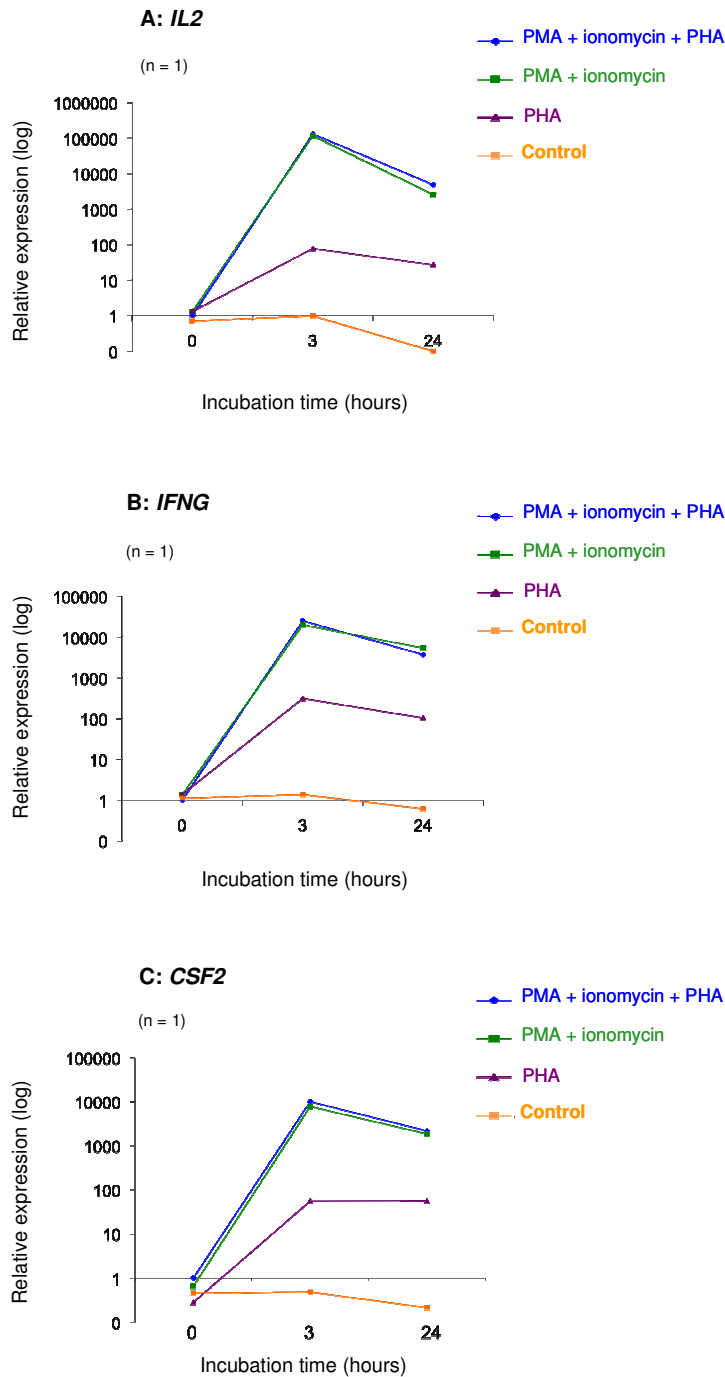 A: IL2
(n = 1)
PMA + ionomycin + PHA
PMA + ionomycin
PHA
Control
Relative expression (log)
1000000
100000
10000
1000
100
10
1
0
0 3 24
Incubation time (hours)
B: IFNG
(n = 1)
PMA + ionomycin + PHA
PMA + ionomycin
PHA
Control
Relative expression (log)
100000
10000
1000
100
10
1
0
0 3 24
Incubation time (hours)
C: CSF2
(n = 1)
PMA + ionomycin + PHA
PMA + ionomycin
PHA
Control
Relative expression (log)
100000
10000
1000
100
10
1
0
0 3 24
Incubation time (hours)